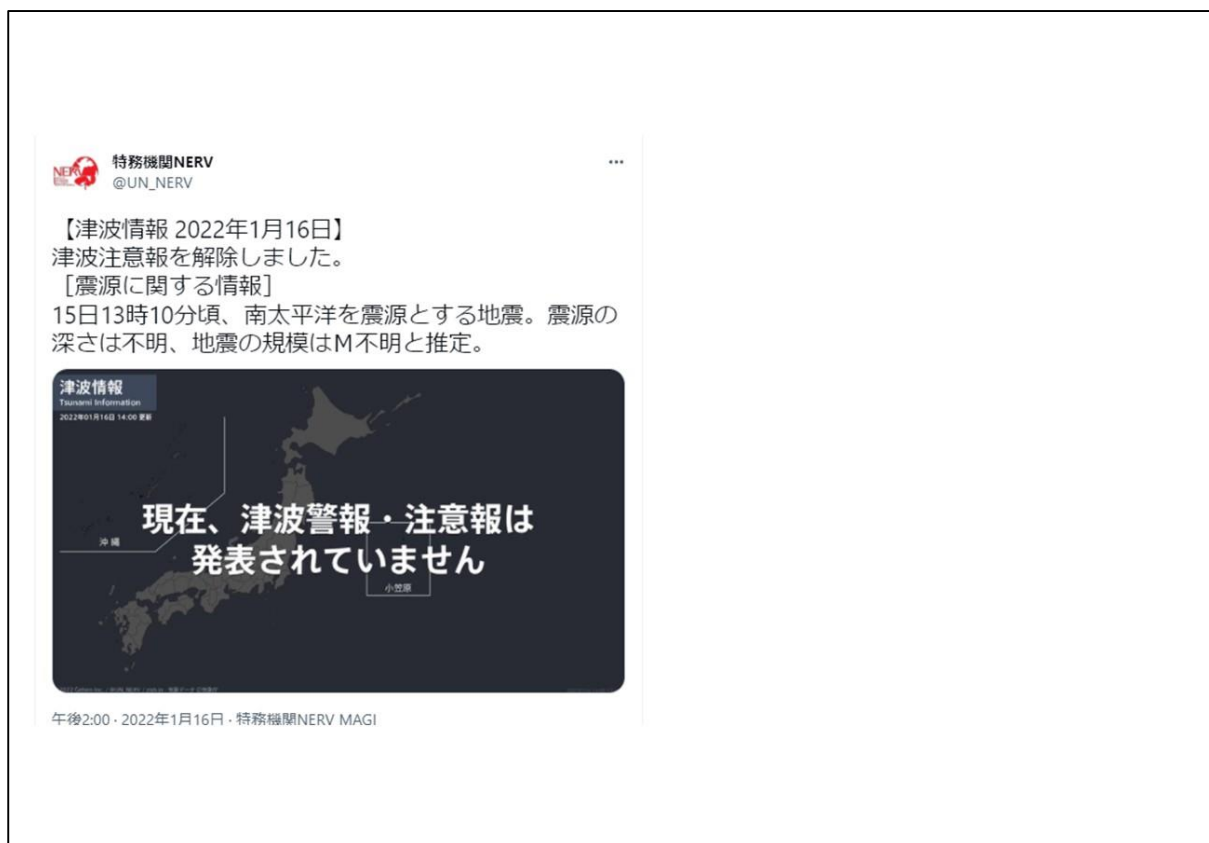 特務機関NERV
@UN_NERV
【津波情報 2022年1月16日】
津波注意報を解除しました。
［震源に関する情報］
15日13時10分頃、南太平洋を震源とする地震。震源の
深さは不明、地震の規模はM不明と推定。
津波情報
Tsunami Information
2022年01月16日 14:00 更新
現在、津波警報・注意報は
発表されていません
沖縄
小笠原
午後2:00 · 2022年1月16日 · 特務機関NERV MAGI